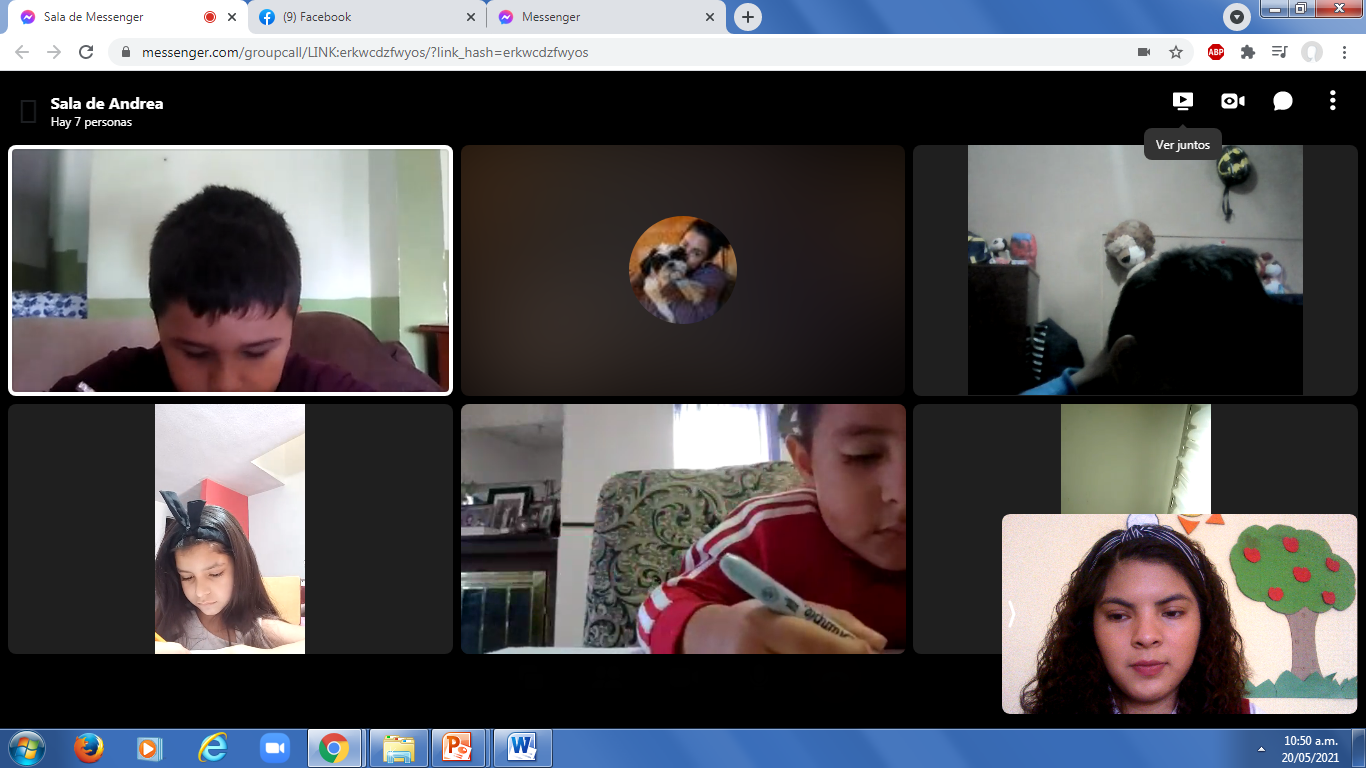 Sala de Messenger
(9) Facebook
Messenger
messenger.com/groupcall/LINK:erkwcdzfwyos/?link_hash=erkwcdzfwyos
ABP
Sala de Andrea
Hay 7 personas
Ver juntos
10:50 a.m.
20/05/2021